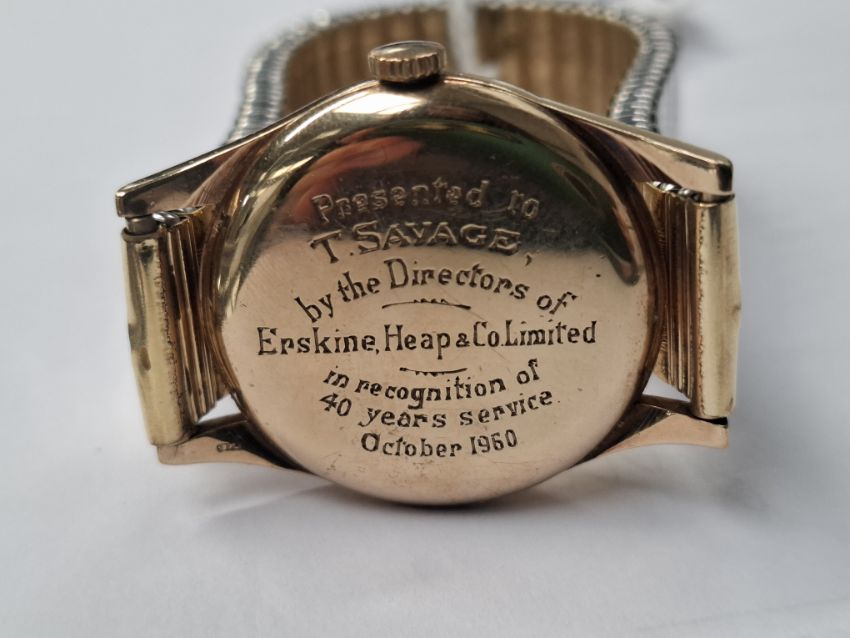 Presented to
T. SAVAGE,
by the Directors of
Erskine, Heap & Co. Limited
in recognition of
40 years service
October 1960